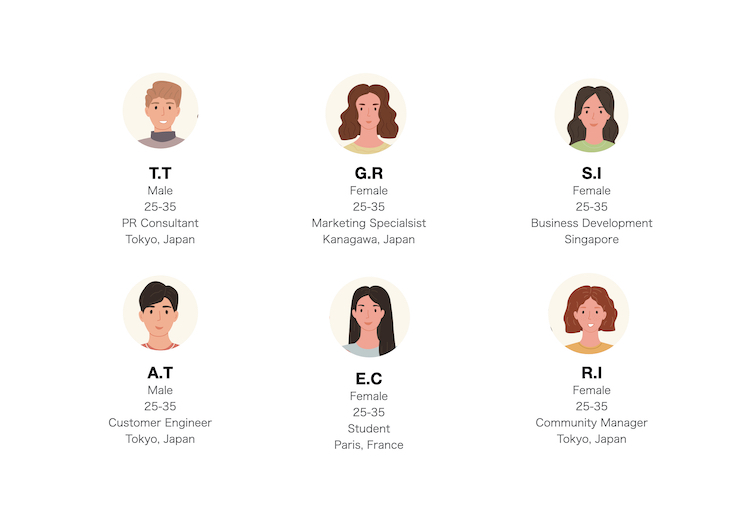 T.T
Male
25-35
PR Consultant
Tokyo, Japan
G.R
Female
25-35
Marketing Specialsist
Kanagawa, Japan
S.I
Female
25-35
Business Development
Singapore
A.T
Male
25-35
Customer Engineer
Tokyo, Japan
E.C
Female
25-35
Student
Paris, France
R.I
Female
25-35
Community Manager
Tokyo, Japan